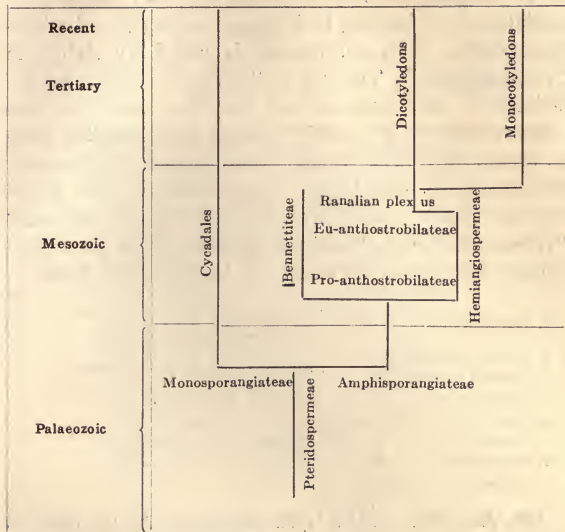 Recent
Tertiary
Mesozoic
Palaeozoic
Cycadales
Dicotyledons
Monocotyledons
Bennettiteae
Ranalian plexus
Eu-anthostrobilateae
Pro-anthostrobilateae
Hemiangiospermeae
Monosporangiateae
Amphisporangiateae
Pteridospermeae